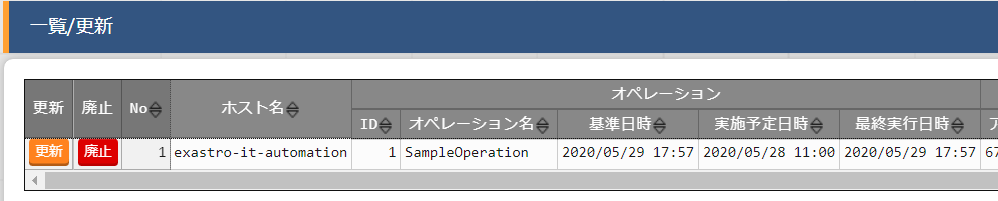 一覧/更新
オペレーション
更新 廃止 No ホスト名
ID オペレーション名 基準日時 実施予定日時 最終実行日時
更新 廃止 1 exastro-it-automation 1 SampleOperation 2020/05/29 17:57 2020/05/28 11:00 2020/05/29 17:57 67